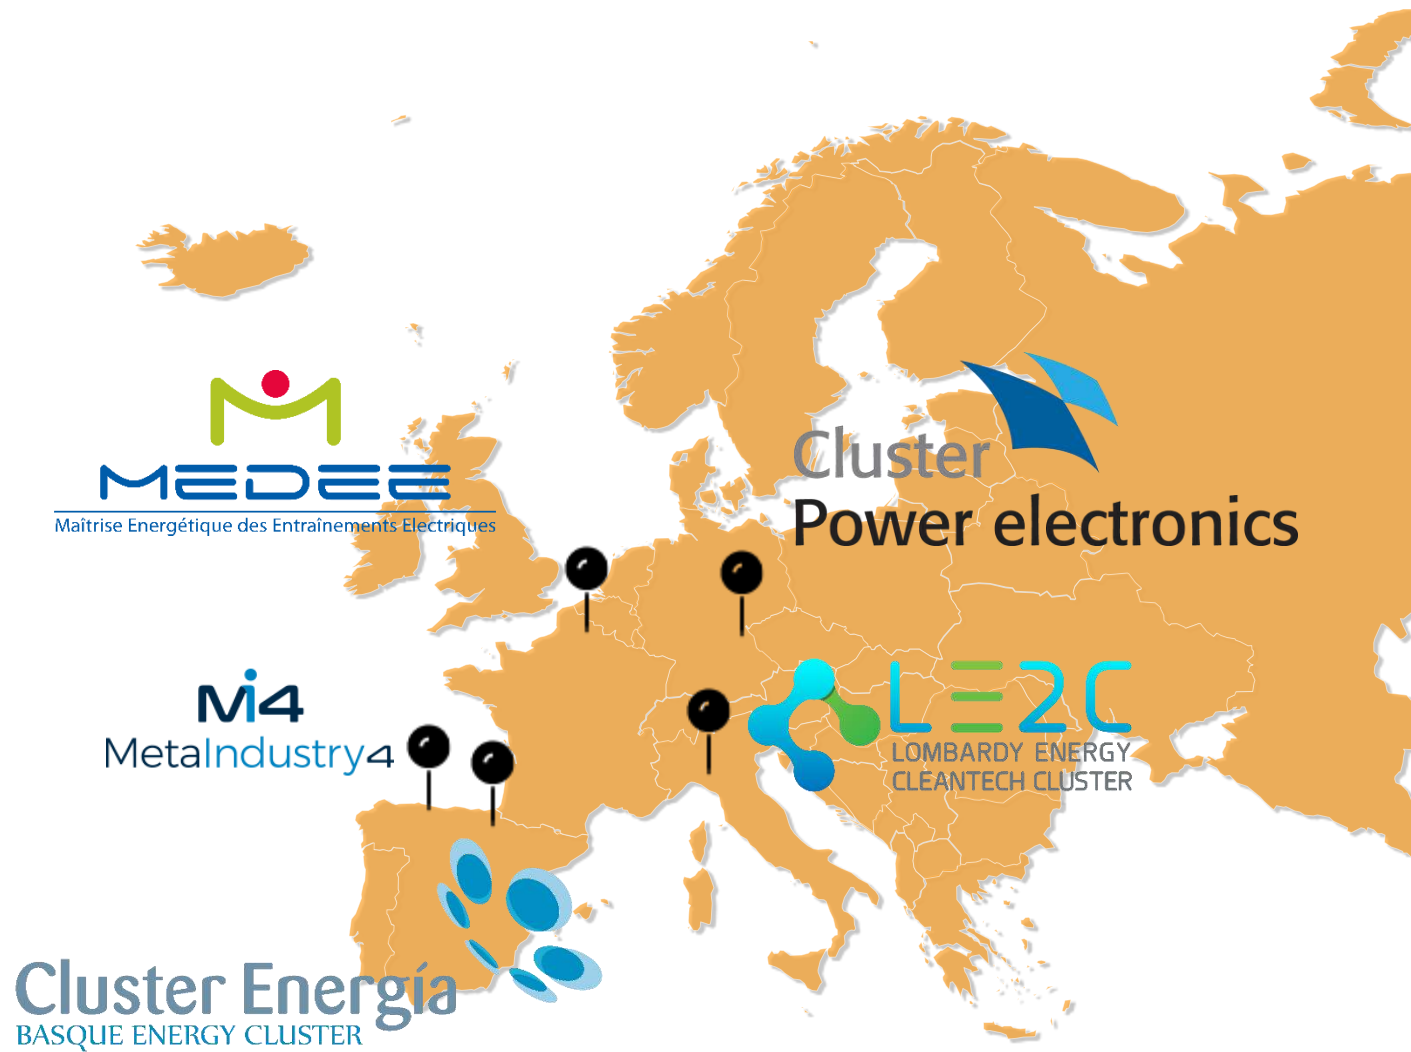 MEDEE
Maîtrise Energétique des Entraînements Electriques
Cluster
Power electronics
Mi4
MetaIndustry4
LE2C
LOMBARDY ENERGY
CLEANTECH CLUSTER
Cluster Energía
BASQUE ENERGY CLUSTER